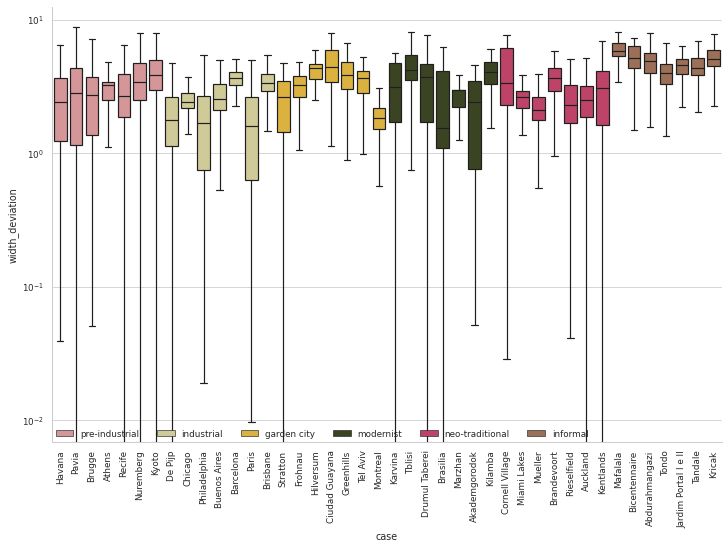 10¹
10⁰
10⁻¹
10⁻²
width_deviation
pre-industrial industrial garden city modernist neo-traditional informal
Havana
Pavia
Brugge
Athens
Recife
Nuremberg
Kyoto
De Pijp
Chicago
Philadelphia
Buenos Aires
Barcelona
Paris
Brisbane
Stratton
Frohnau
Hilversum
Ciudad Guayana
Greenhills
Tel Aviv
Montreal
Karvina
Tbilisi
Drumul Taberei
Brasilia
Marzhan
Akademgorodok
Kilamba
Cornell Village
Miami Lakes
Mueller
Brandevoort
Rieselfield
Auckland
Kentlands
Mafalala
Bicentennaire
Abdurahmangazi
Tondo
Jardim Portal I e II
Tandale
Kricak
case